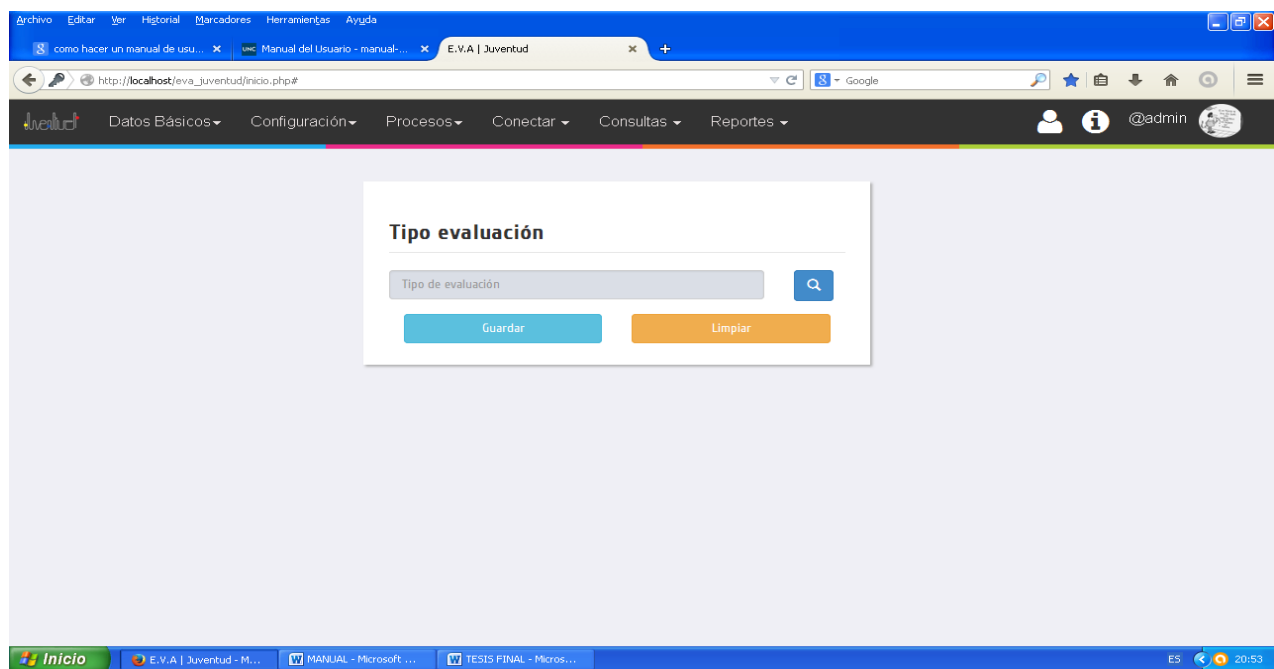 Archivo Editar Ver Historial Marcadores Herramientas Ayuda
como hacer un manual de usu... Manual del Usuario - manual-... E.V.A | Juventud
http://localhost/eva_juventud/inicio.php# Google
Juventud Datos Básicos Configuración Procesos Conectar Consultas Reportes @admin
Tipo evaluación
Tipo de evaluación
Guardar Limpiar
Inicio E.V.A | Juventud - M... MANUAL - Microsoft ... TESIS FINAL - Micros... ES 20:53